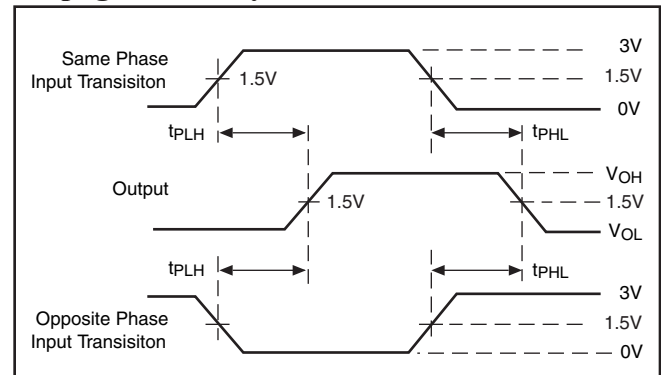 Same Phase
Input Transisiton
1.5V
3V
1.5V
0V
tPLH
tPHL
Output
1.5V
VOH
1.5V
VOL
tPLH
tPHL
Opposite Phase
Input Transisiton
3V
1.5V
0V